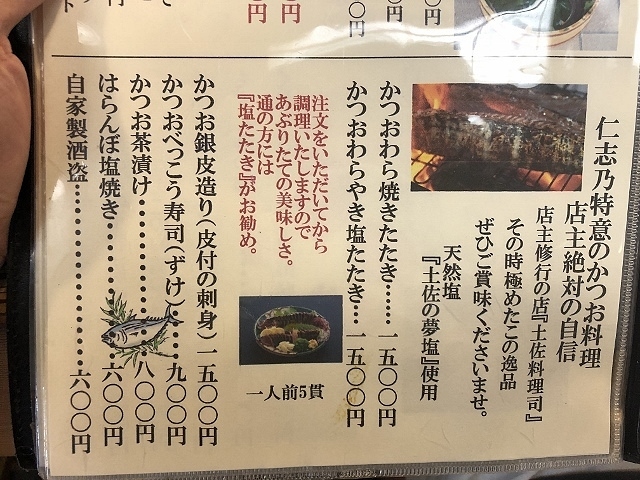 仁志乃特意のかつお料理
店主絶対の自信
店主修行の店『土佐料理司』
その時極めたこの逸品
ぜひご賞味くださいませ。
天然塩
『土佐の夢塩』使用
かつおわら焼きたたき…一五〇〇円
かつおわらやき塩たたき…一五〇〇円
注文をいただいてから
調理いたしますので
あぶりたての美味しさ。
通の方には
『塩たたき』がお勧め。
一人前5貫
かつお銀皮造り(皮付の刺身)一五〇〇円
かつおべっこう寿司(ずけ)……九〇〇円
かつお茶漬け……………八〇〇円
はらんぼ塩焼き……………六〇〇円
自家製酒盗……………六〇〇円